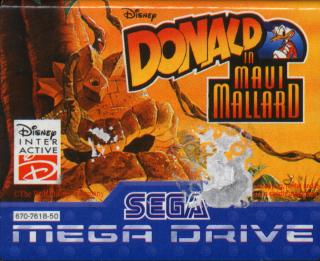 Disney
DONALD
in
MAUI
MALLARD
Disney
INTER
ACTIVE
670-7618-50
SEGA
MEGA DRIVE